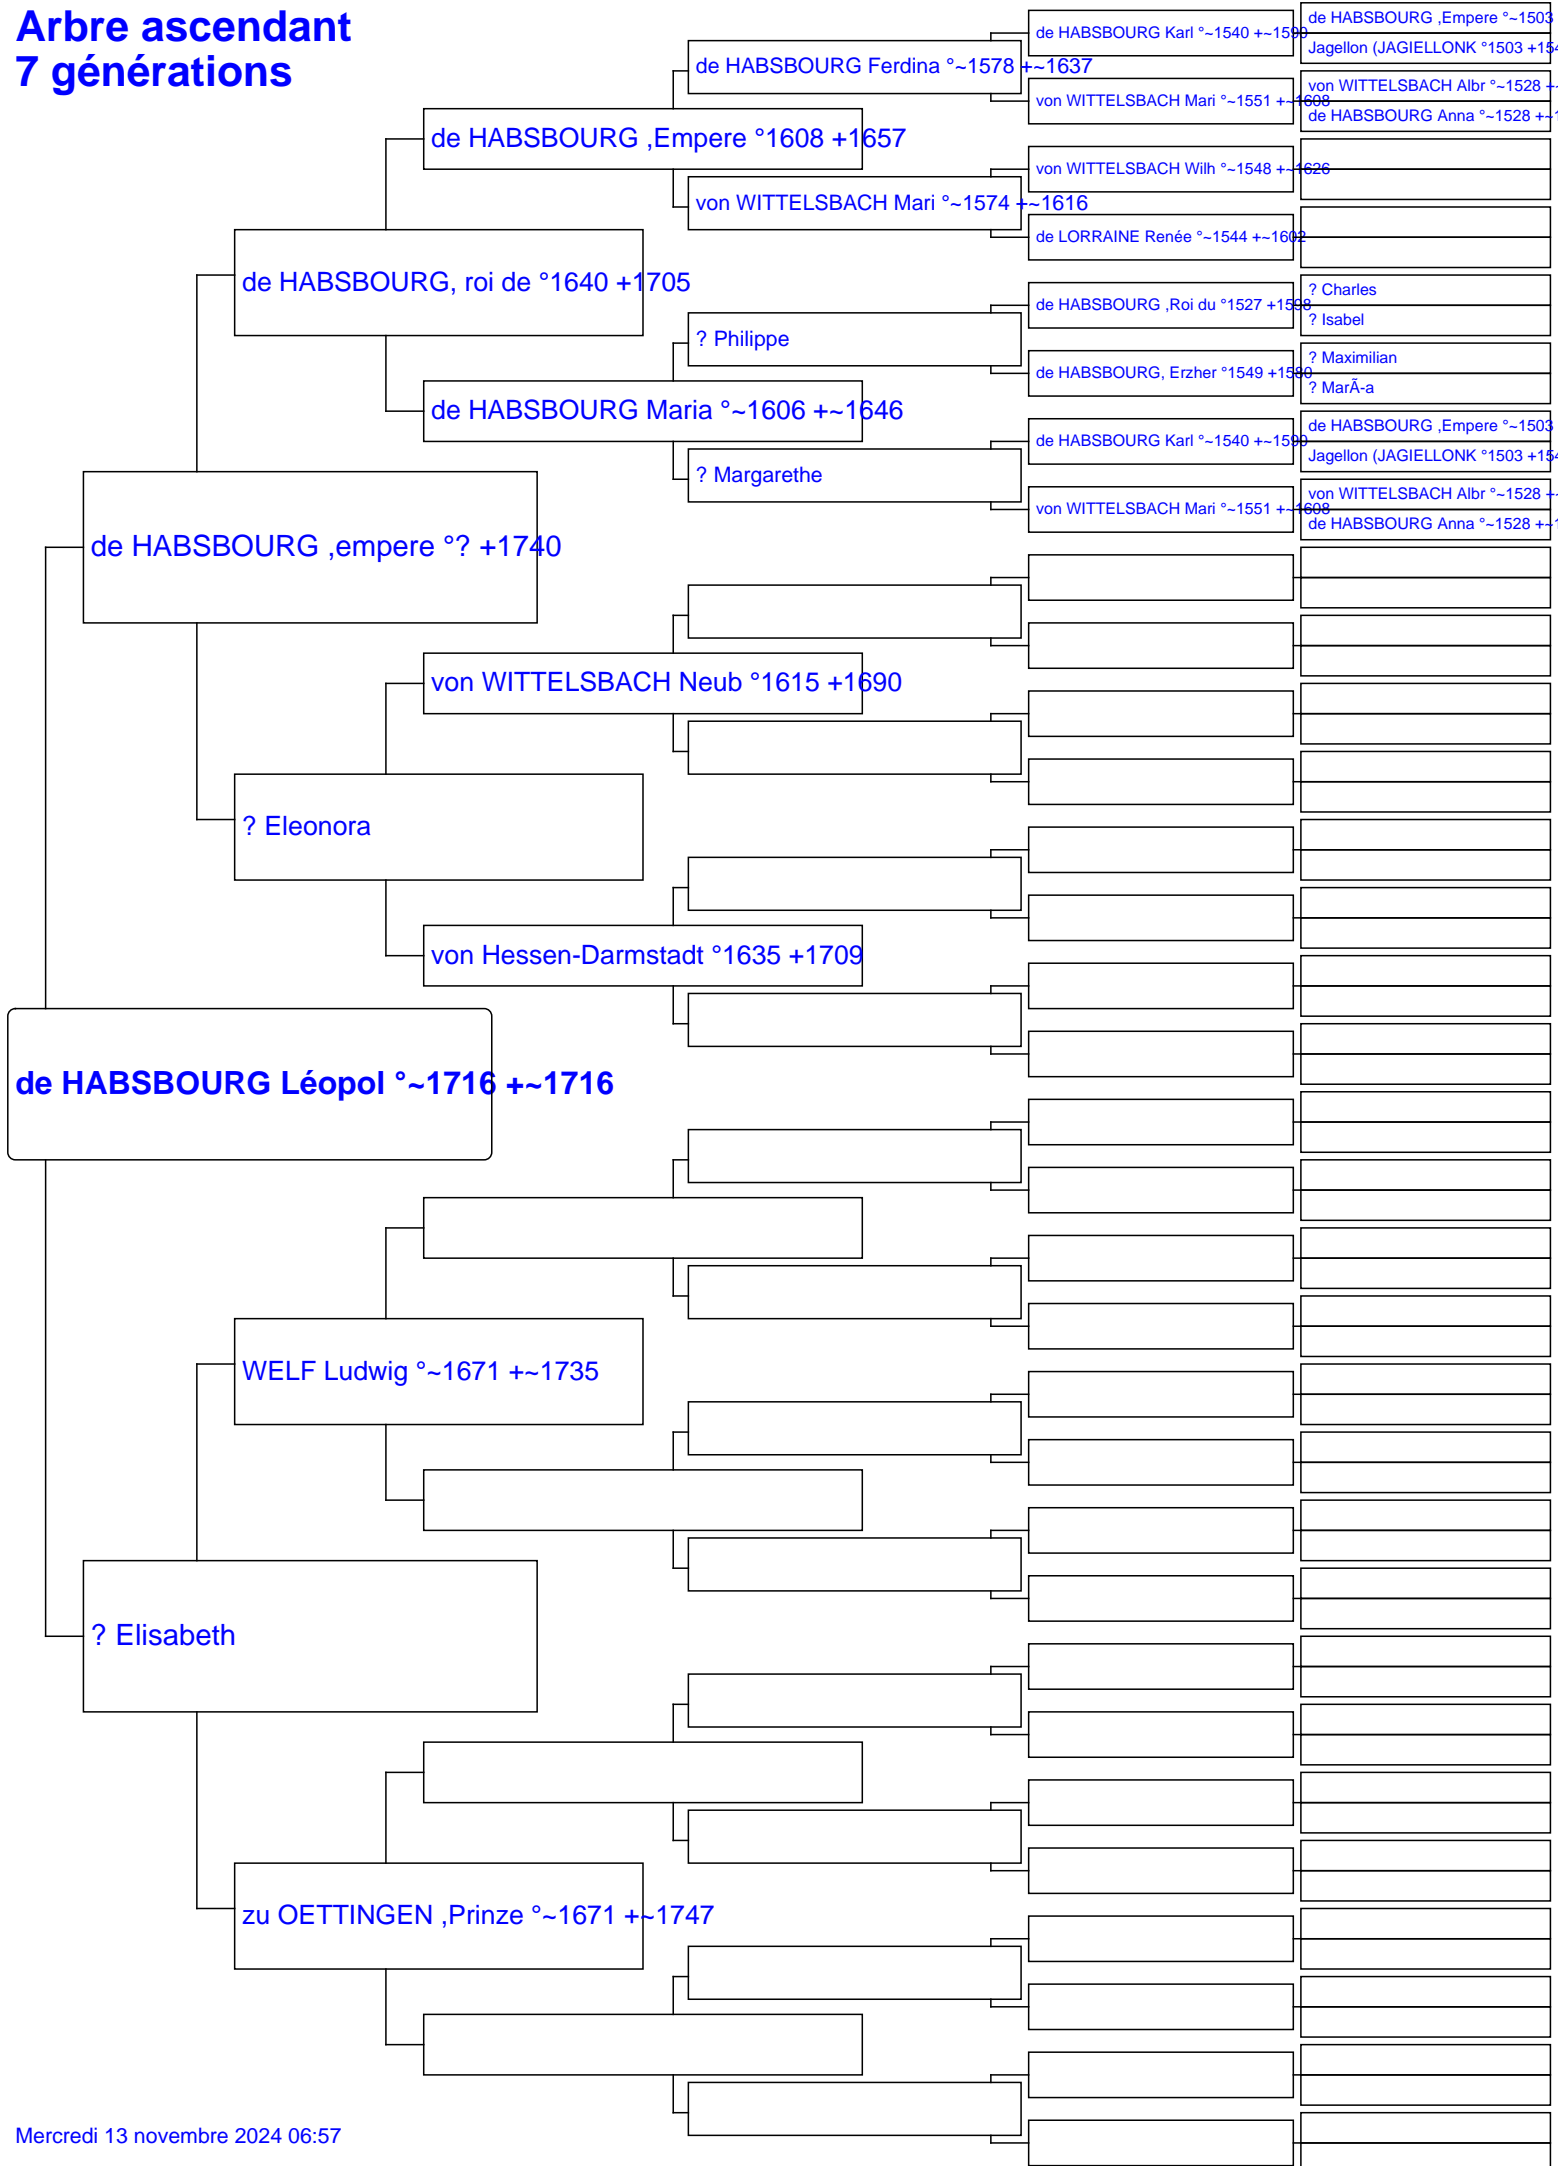 Arbre ascendant
7 générations
de HABSBOURG Léopol °~1716 +~1716
de HABSBOURG ,empere °? +1740
? Elisabeth
de HABSBOURG, roi de °1640 +1705
? Eleonora
WELF Ludwig °~1671 +~1735
zu OETTINGEN ,Prinze °~1671 +~1747
de HABSBOURG ,Empere °1608 +1657
de HABSBOURG Maria °~1606 +~1646
von WITTELSBACH Neub °1615 +1690
von Hessen-Darmstadt °1635 +1709
de HABSBOURG Ferdina °~1578 +~1637
von WITTELSBACH Mari °~1574 +~1616
? Philippe
? Margarethe
de HABSBOURG Karl °~1540 +~1590
von WITTELSBACH Mari °~1551 +~1608
von WITTELSBACH Wilh °~1548 +~1626
de LORRAINE Renée °~1544 +~1602
de HABSBOURG ,Roi du °1527 +1598
de HABSBOURG, Erzher °1549 +1580
de HABSBOURG Karl °~1540 +~1590
von WITTELSBACH Mari °~1551 +~1608
de HABSBOURG ,Empere °~1503
Jagellon (JAGIELLONK °1503 +154
von WITTELSBACH Albr °~1528 +~
de HABSBOURG Anna °~1528 +~1
? Charles
? Isabel
? Maximilian
? MarÃ-a
de HABSBOURG ,Empere °~1503
Jagellon (JAGIELLONK °1503 +154
von WITTELSBACH Albr °~1528 +~
de HABSBOURG Anna °~1528 +~1
Mercredi 13 novembre 2024 06:57